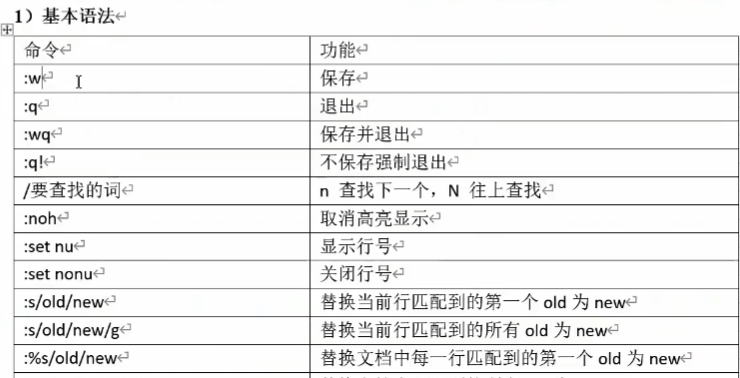 1）基本语法
命令 功能
:w 保存
:q 退出
:wq 保存并退出
:q! 不保存强制退出
/要查找的词 n 查找下一个，N 往上查找
:noh 取消高亮显示
:set nu 显示行号
:set nonu 关闭行号
:s/old/new 替换当前行匹配到的第一个 old 为 new
:s/old/new/g 替换当前行匹配到的所有 old 为 new
:%s/old/new 替换文档中每一行匹配到的第一个 old 为 new